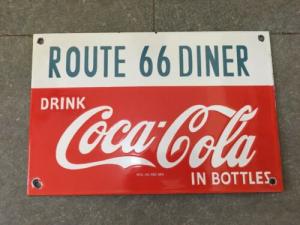 ROUTE 66 DINER
DRINK
Coca-Cola
IN BOTTLES